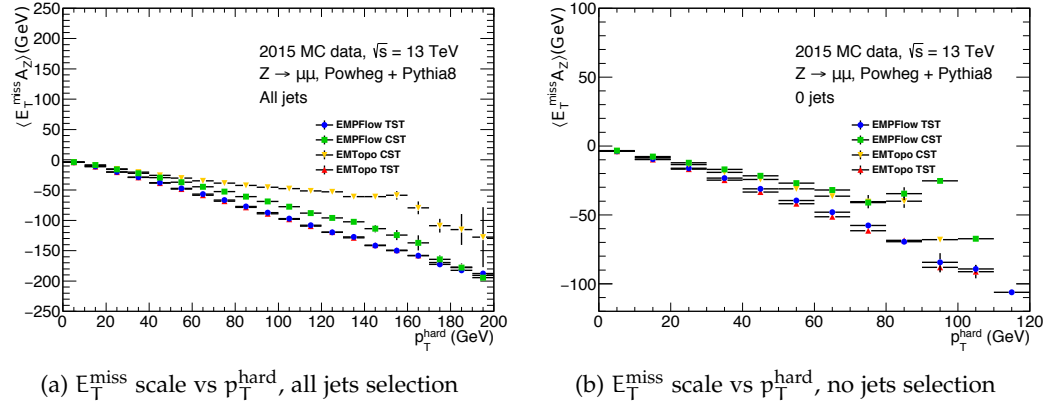 ⟨E_T^miss A_Z⟩(GeV)
250
200
150
100
50
0
−50
−100
−150
−200
−250
2015 MC data, √s = 13 TeV
Z → μμ, Powheg + Pythia8
All jets
EMPFlow TST
EMPFlow CST
EMTopo CST
EMTopo TST
0 20 40 60 80 100 120 140 160 180 200
p_T^hard (GeV)
⟨E_T^miss A_Z⟩(GeV)
100
50
0
−50
−100
2015 MC data, √s = 13 TeV
Z → μμ, Powheg + Pythia8
0 jets
EMPFlow TST
EMPFlow CST
EMTopo CST
EMTopo TST
0 20 40 60 80 100 120
p_T^hard (GeV)
(a) E_T^miss scale vs p_T^hard, all jets selection
(b) E_T^miss scale vs p_T^hard, no jets selection